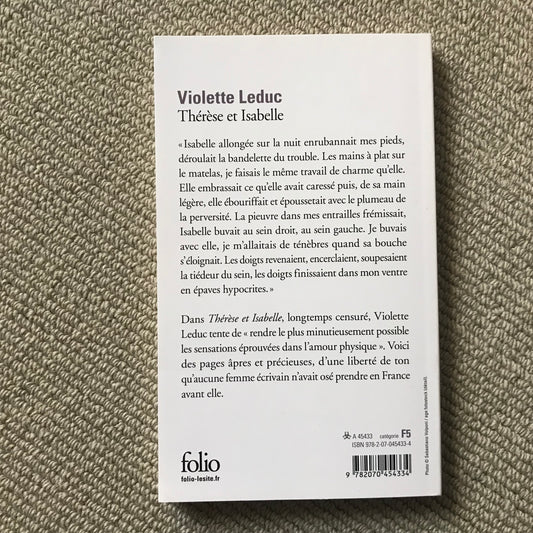 Violette Leduc
Thérèse et Isabelle
« Isabelle allongée sur la nuit enrubannait mes pieds,
déroulait la bandelette du trouble. Les mains à plat sur
le matelas, je faisais le même travail de charme qu'elle.
Elle embrassait ce qu'elle avait caressé puis, de sa main
légère, elle ébouriffait et époussetait avec le plumeau de
la perversité. La pieuvre dans mes entrailles frémissait,
Isabelle buvait au sein droit, au sein gauche. Je buvais
avec elle, je m'allaitais de ténèbres quand sa bouche
s'éloignait. Les doigts revenaient, encerclaient, soupesaient
la tiédeur du sein, les doigts finissaient dans mon ventre
en épaves hypocrites. »
Dans Thérèse et Isabelle, longtemps censuré, Violette
Leduc tente de « rendre le plus minutieusement possible
les sensations éprouvées dans l'amour physique ». Voici
des pages âpres et précieuses, d'une liberté de ton
qu'aucune femme écrivain n'avait osé prendre en France
avant elle.
A 45433 catégorie F5
ISBN 978-2-07-045433-4
folio
folio-lesite.fr
9 782070 454334
Photo © Sebastiano Volponi / age fotostock (détail).